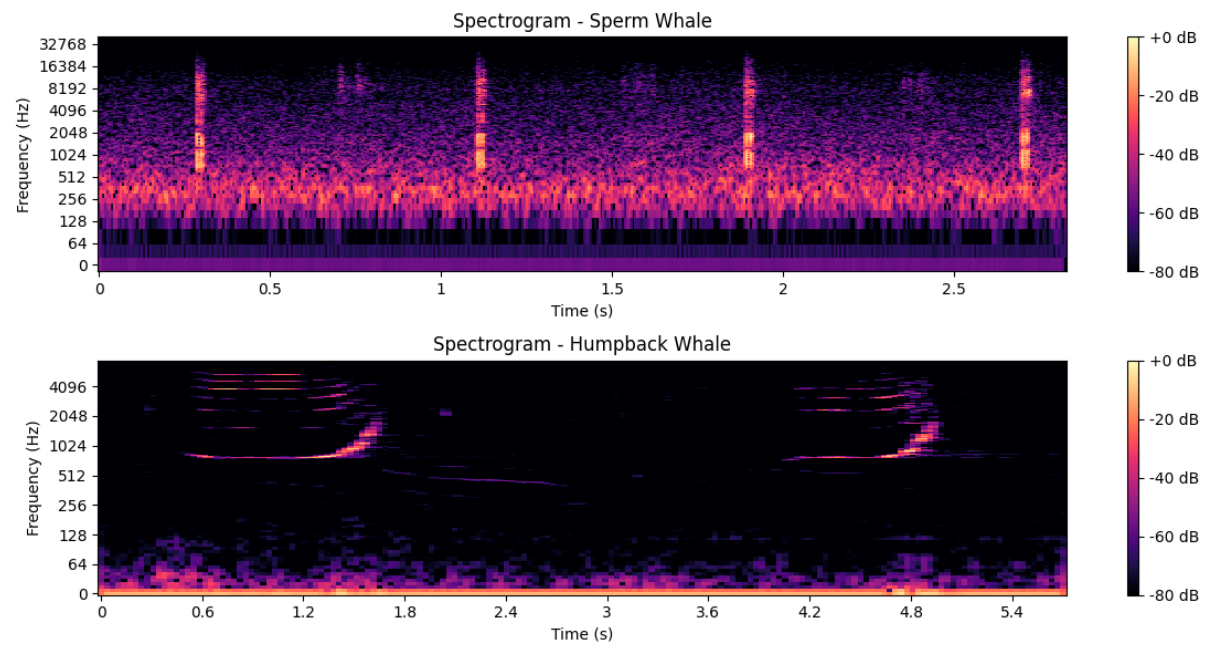 Spectrogram - Sperm Whale
Frequency (Hz)
32768
16384
8192
4096
2048
1024
512
256
128
64
0
0 0.5 1 1.5 2 2.5
Time (s)
+0 dB
-20 dB
-40 dB
-60 dB
-80 dB
Spectrogram - Humpback Whale
Frequency (Hz)
4096
2048
1024
512
256
128
64
0
0 0.6 1.2 1.8 2.4 3 3.6 4.2 4.8 5.4
Time (s)
+0 dB
-20 dB
-40 dB
-60 dB
-80 dB